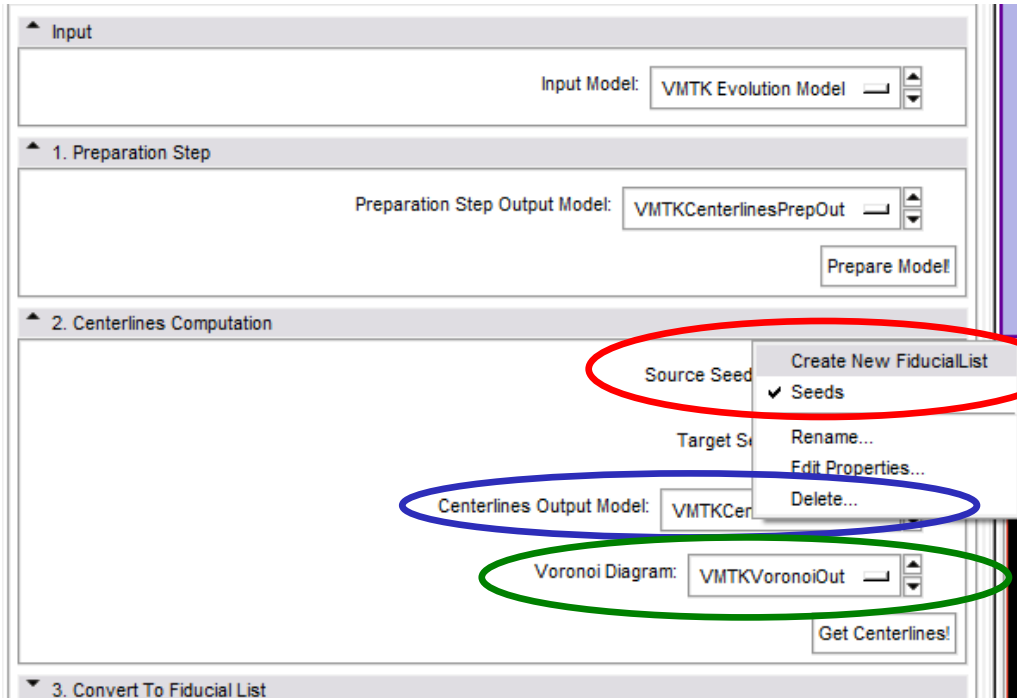 Input
Input Model: VMTK Evolution Model
1. Preparation Step
Preparation Step Output Model: VMTKCenterlinesPrepOut
Prepare Model!
2. Centerlines Computation
Create New FiducialList
Source Seed
Seeds
Target Se
Rename...
Edit Properties...
Delete...
Centerlines Output Model: VMTKCer
Voronoi Diagram: VMTKVoronoiOut
Get Centerlines!
3. Convert To Fiducial List